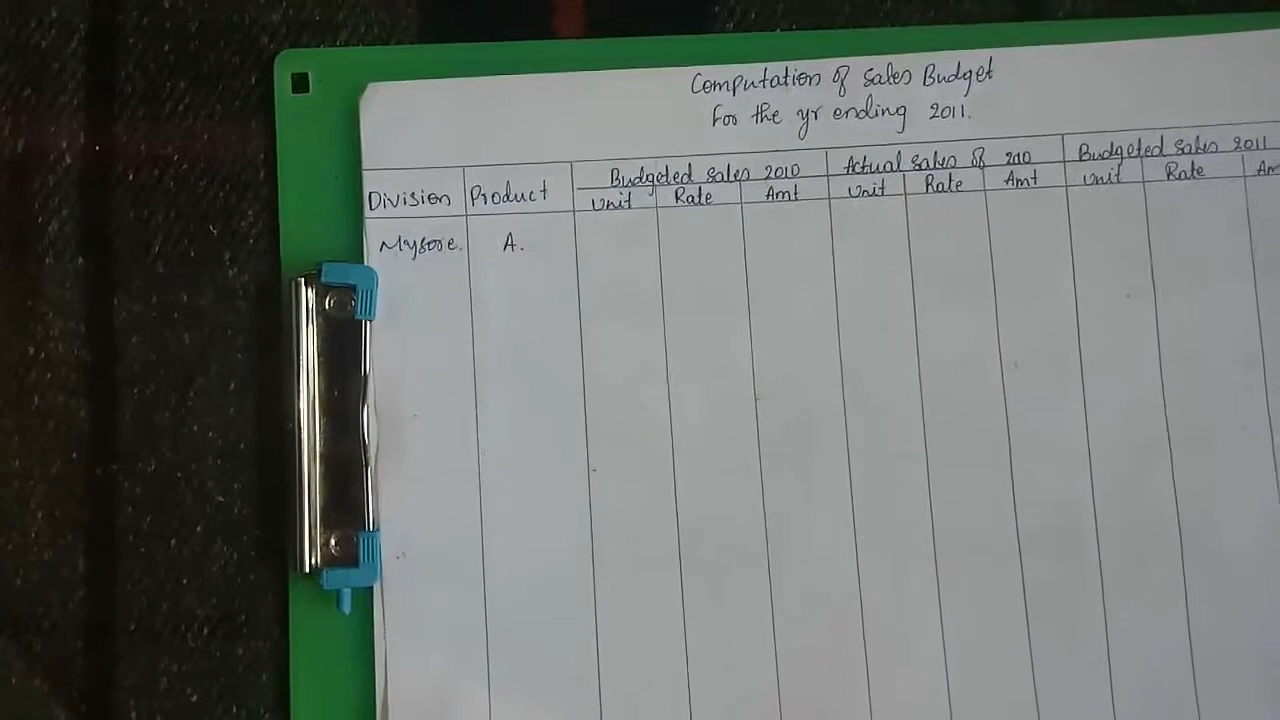 Computation of Sales Budget
For the yr ending 2011.
Division Product Budgeted Sales 2010 Actual Sales of 2010 Budgeted Sales 2011
Unit Rate Amt Unit Rate Amt Unit Rate Am
Mysore. A.